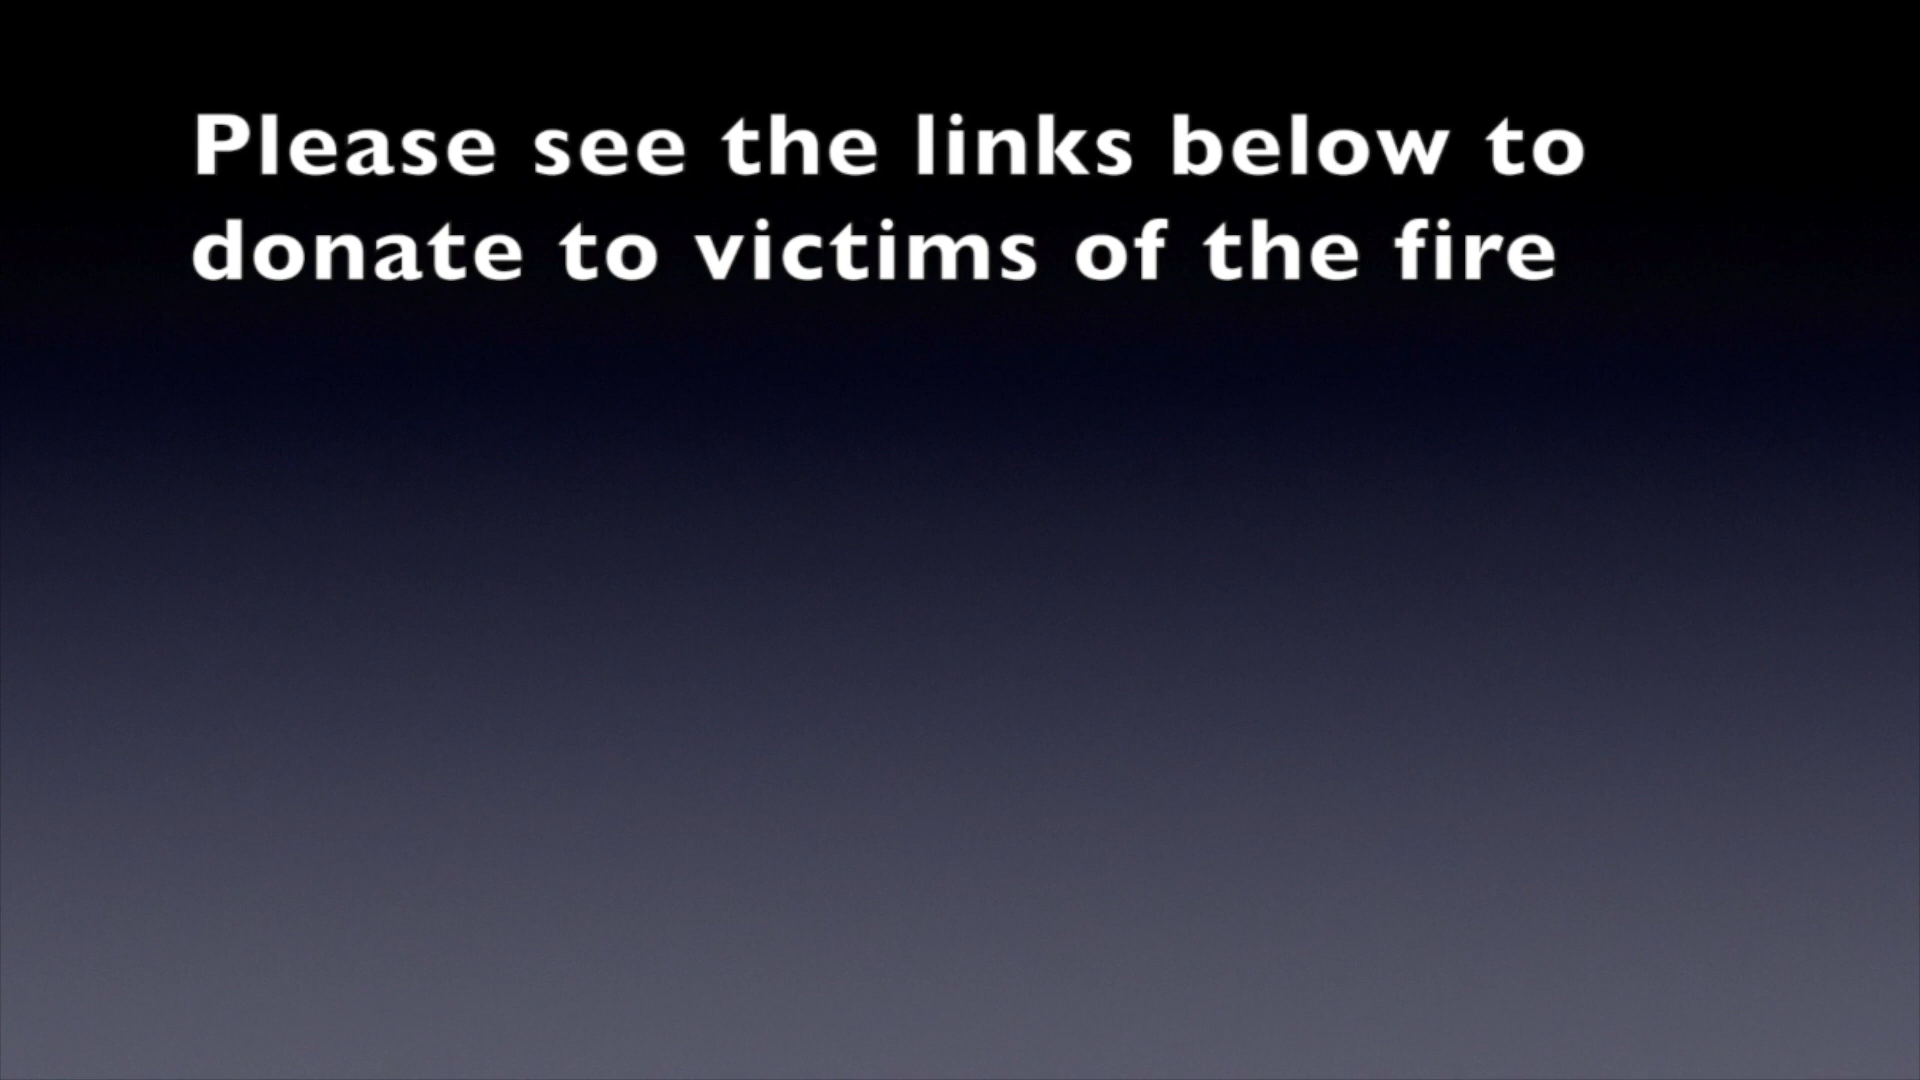 Please see the links below to
donate to victims of the fire